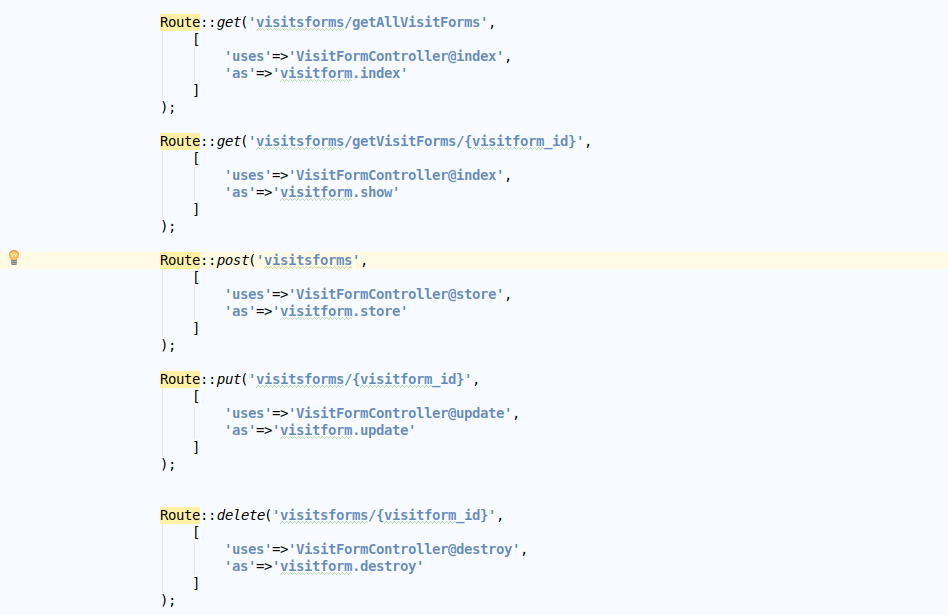 Route::get('visitsforms/getAllVisitForms',
[
'uses'=>'VisitFormController@index',
'as'=>'visitform.index'
]
);
Route::get('visitsforms/getVisitForms/{visitform_id}',
[
'uses'=>'VisitFormController@index',
'as'=>'visitform.show'
]
);
Route::post('visitsforms',
[
'uses'=>'VisitFormController@store',
'as'=>'visitform.store'
]
);
Route::put('visitsforms/{visitform_id}',
[
'uses'=>'VisitFormController@update',
'as'=>'visitform.update'
]
);
Route::delete('visitsforms/{visitform_id}',
[
'uses'=>'VisitFormController@destroy',
'as'=>'visitform.destroy'
]
);